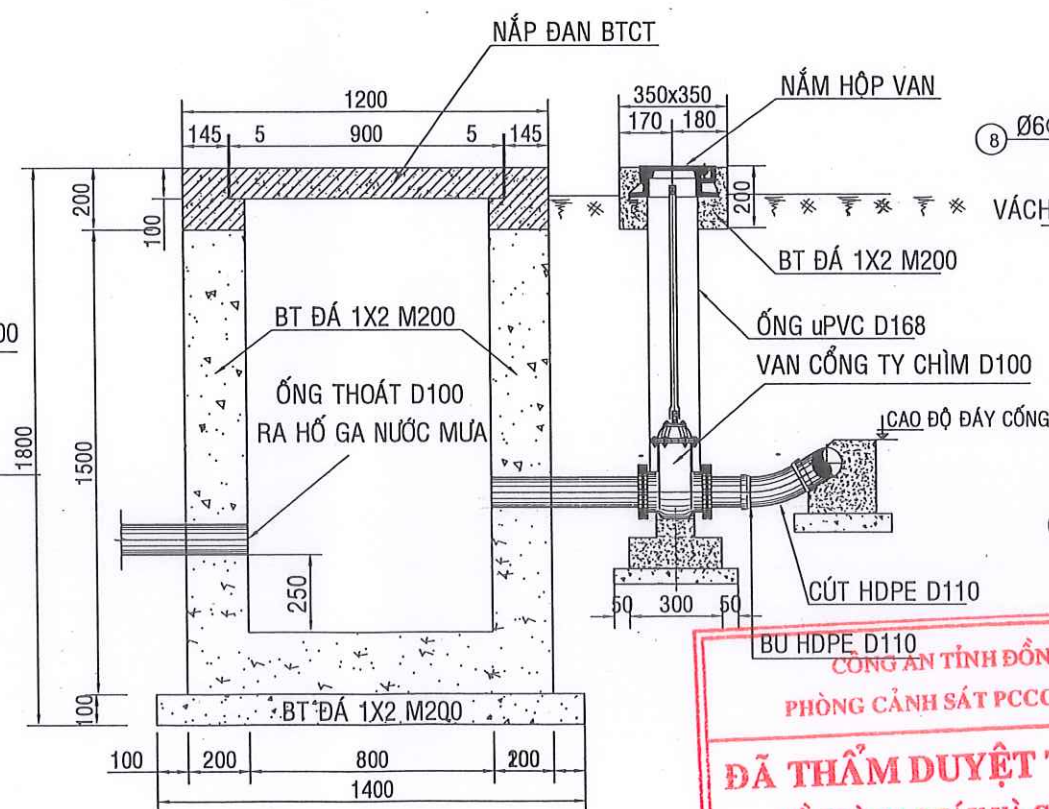 NẮP ĐAN BTCT
1200
145 5 900 5 145
350x350
170 180
NẮM HỘP VAN
8 Ø6
200
100
200
VÁCH
BT ĐÁ 1X2 M200
BT ĐÁ 1X2 M200
ỐNG uPVC D168
00
ỐNG THOÁT D100
RA HỐ GA NƯỚC MƯA
VAN CỔNG TY CHÌM D100
CAO ĐỘ ĐÁY CỐNG
1800
1500
250
CÚT HDPE D110
50 300 50
BU HDPE D110
CÔNG AN TỈNH ĐỒN
PHÒNG CẢNH SÁT PCCC
100
BT ĐÁ 1X2 M200
100 200 800 200 100
1400
ĐÃ THẨM DUYỆT